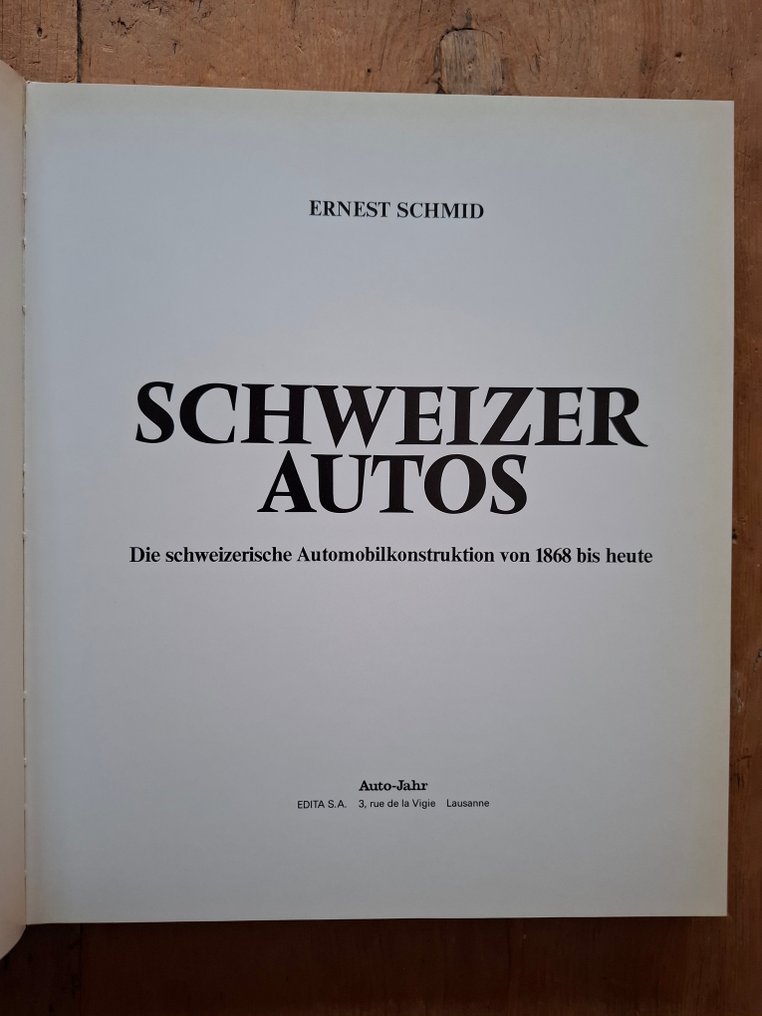 ERNEST SCHMID
SCHWEIZER
AUTOS
Die schweizerische Automobilkonstruktion von 1868 bis heute
Auto-Jahr
EDITA S.A. 3, rue de la Vigie Lausanne